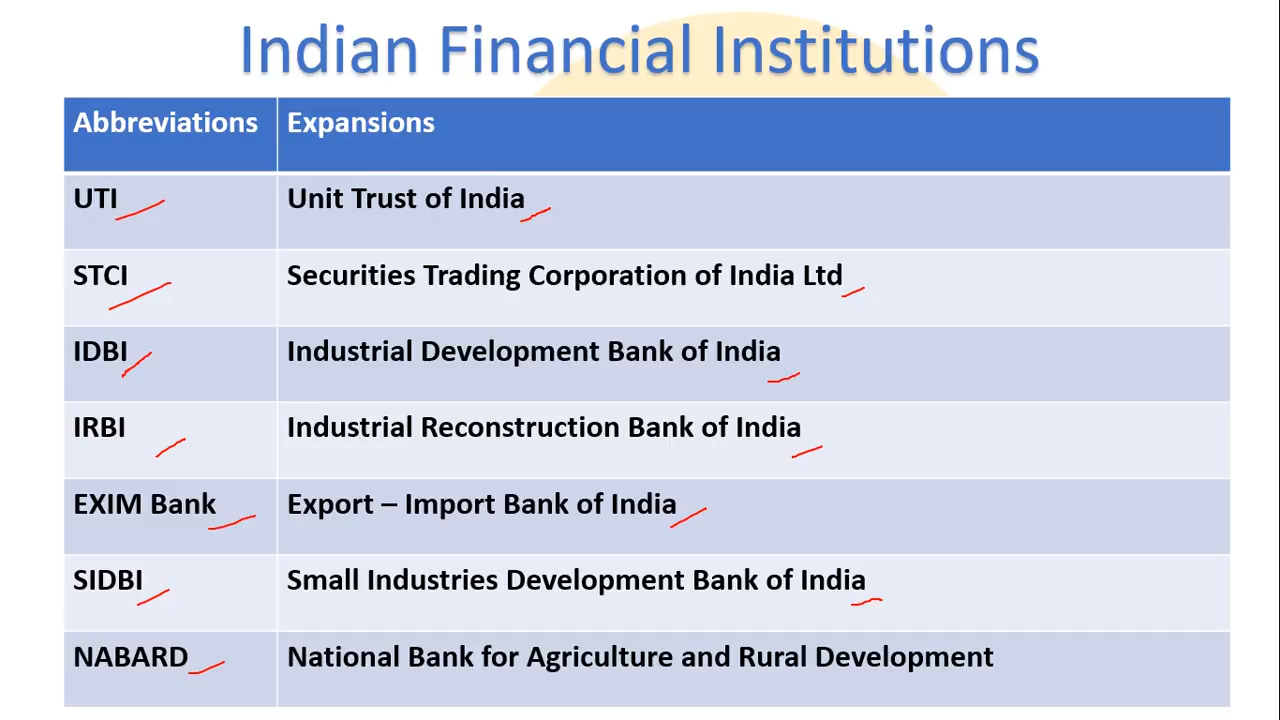 Indian Financial Institutions
Abbreviations Expansions
UTI Unit Trust of India
STCI Securities Trading Corporation of India Ltd
IDBI Industrial Development Bank of India
IRBI Industrial Reconstruction Bank of India
EXIM Bank Export – Import Bank of India
SIDBI Small Industries Development Bank of India
NABARD National Bank for Agriculture and Rural Development